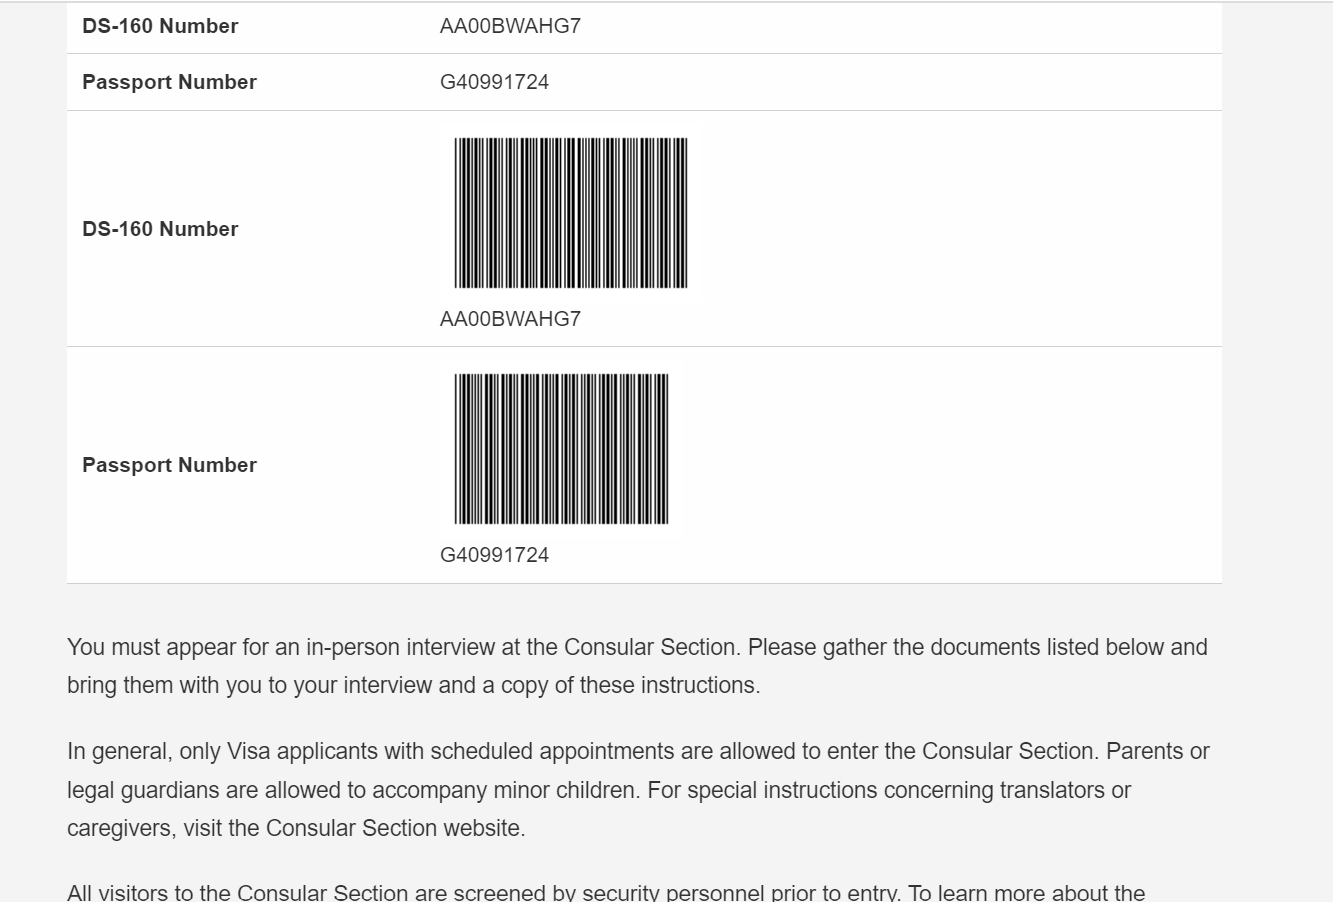 DS-160 Number AA00BWAHG7
Passport Number G40991724
DS-160 Number
AA00BWAHG7
Passport Number
G40991724
You must appear for an in-person interview at the Consular Section. Please gather the documents listed below and
bring them with you to your interview and a copy of these instructions.
In general, only Visa applicants with scheduled appointments are allowed to enter the Consular Section. Parents or
legal guardians are allowed to accompany minor children. For special instructions concerning translators or
caregivers, visit the Consular Section website.
All visitors to the Consular Section are screened by security personnel prior to entry. To learn more about the